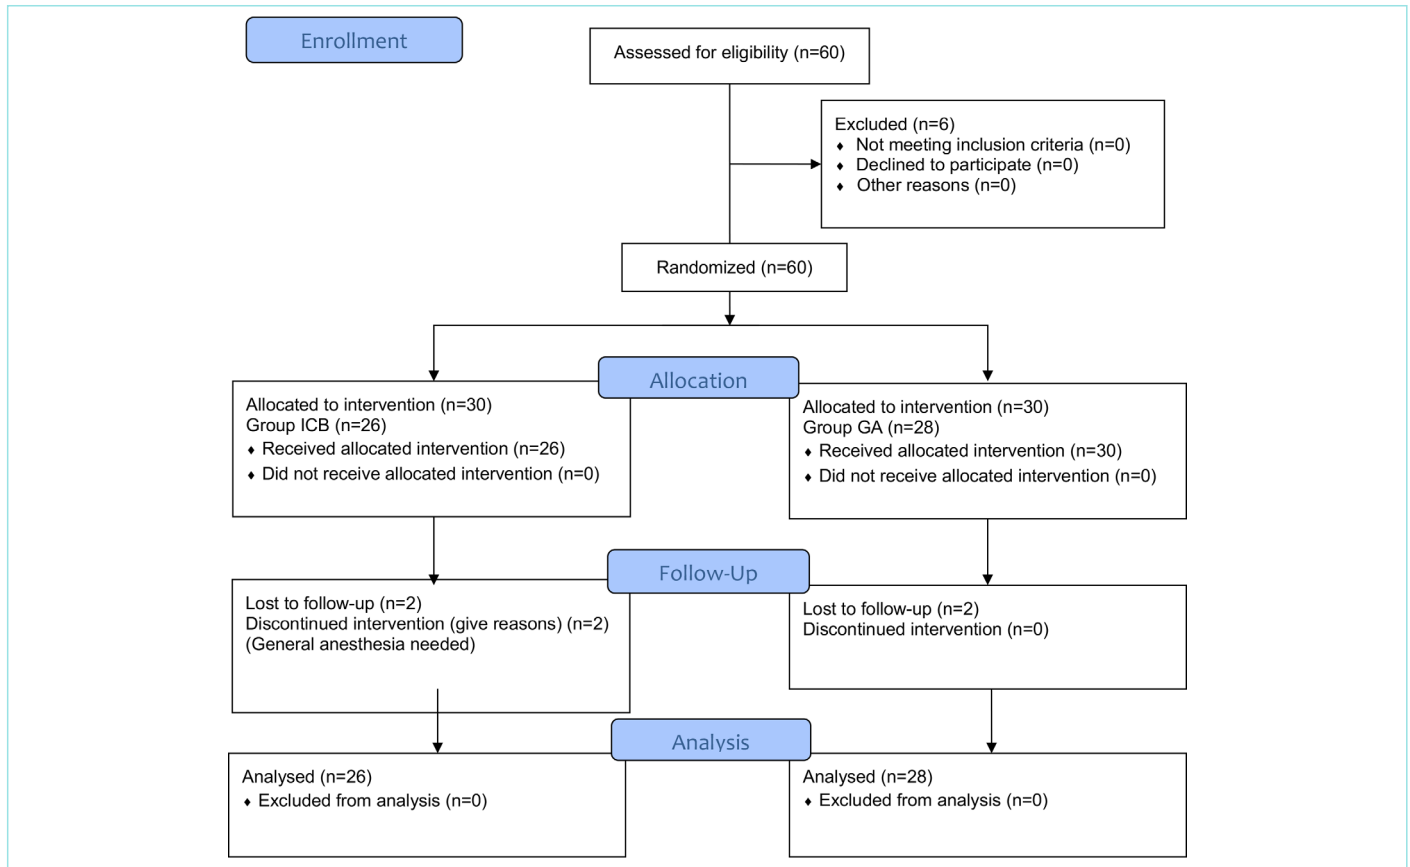 Enrollment
Assessed for eligibility (n=60)
Excluded (n=6)
♦ Not meeting inclusion criteria (n=0)
♦ Declined to participate (n=0)
♦ Other reasons (n=0)
Randomized (n=60)
Allocation
Allocated to intervention (n=30)
Group ICB (n=26)
♦ Received allocated intervention (n=26)
♦ Did not receive allocated intervention (n=0)
Allocated to intervention (n=30)
Group GA (n=28)
♦ Received allocated intervention (n=30)
♦ Did not receive allocated intervention (n=0)
Follow-Up
Lost to follow-up (n=2)
Discontinued intervention (give reasons) (n=2)
(General anesthesia needed)
Lost to follow-up (n=2)
Discontinued intervention (n=0)
Analysis
Analysed (n=26)
♦ Excluded from analysis (n=0)
Analysed (n=28)
♦ Excluded from analysis (n=0)